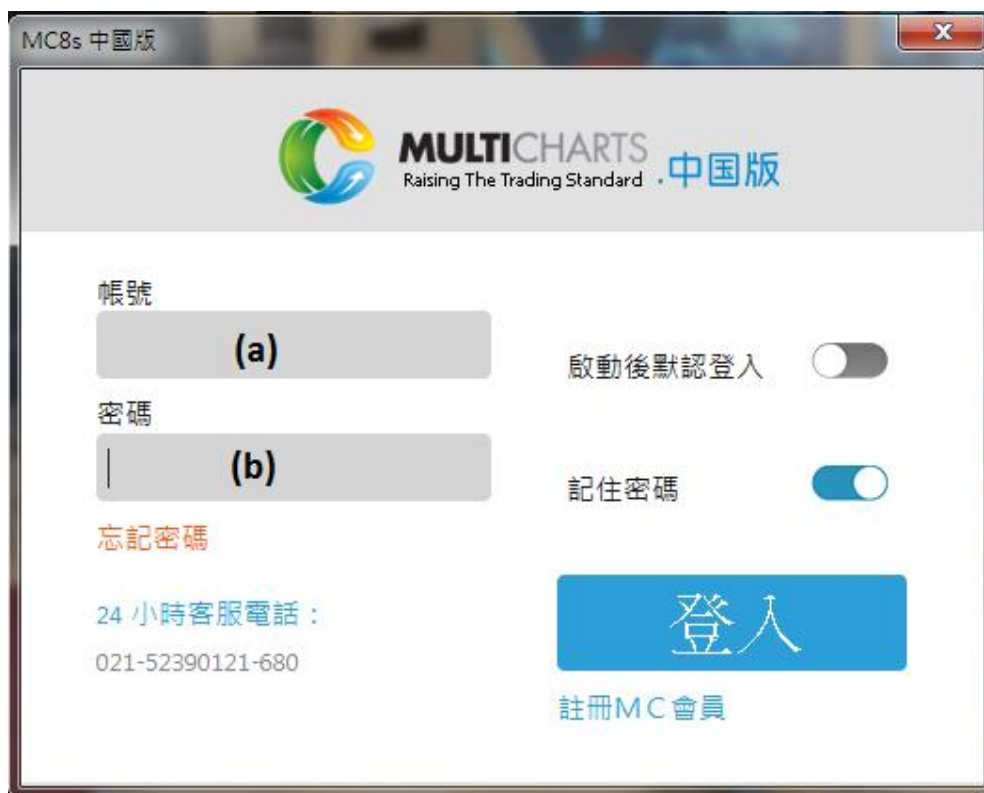 MC8s 中國版
MULTICHARTS
Raising The Trading Standard
.中国版
帳號
(a)
啟動後默認登入
密碼
(b)
記住密碼
忘記密碼
24 小時客服電話：
021-52390121-680
登入
註冊MC會員